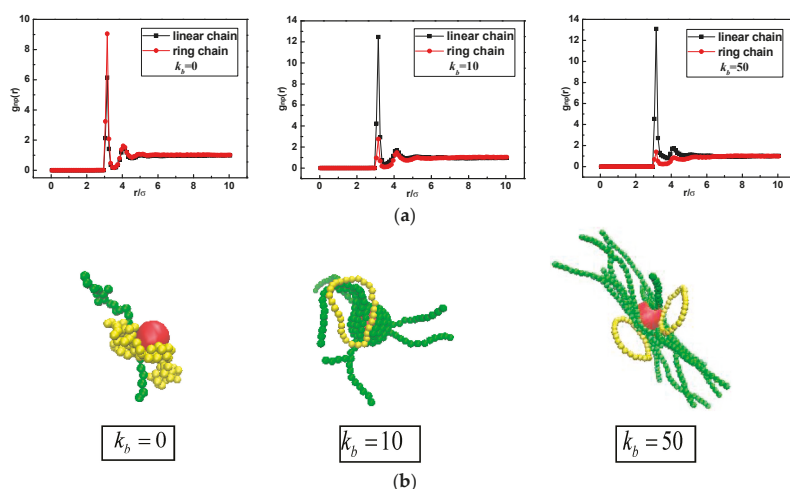 linear chain
ring chain
k_b=0
g_np(r)
10
8
6
4
2
0
0 2 4 6 8 10
r/σ
linear chain
ring chain
k_b=10
g_np(r)
14
12
10
8
6
4
2
0
0 2 4 6 8 10
r/σ
linear chain
ring chain
k_b=50
g_np(r)
14
12
10
8
6
4
2
0
0 2 4 6 8 10
r/σ
(a)
k_b = 0
k_b = 10
k_b = 50
(b)